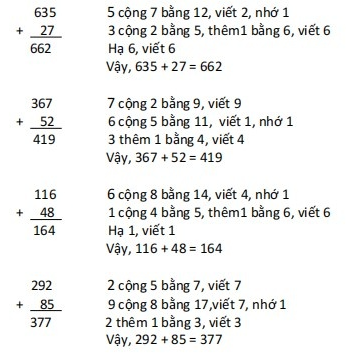 635 5 cộng 7 bằng 12, viết 2, nhớ 1
+ 27 3 cộng 2 bằng 5, thêm1 bằng 6, viết 6
662 Hạ 6, viết 6
Vậy, 635 + 27 = 662
367 7 cộng 2 bằng 9, viết 9
+ 52 6 cộng 5 bằng 11, viết 1, nhớ 1
419 3 thêm 1 bằng 4, viết 4
Vậy, 367 + 52 = 419
116 6 cộng 8 bằng 14, viết 4, nhớ 1
+ 48 1 cộng 4 bằng 5, thêm1 bằng 6, viết 6
164 Hạ 1, viết 1
Vậy, 116 + 48 = 164
292 2 cộng 5 bằng 7, viết 7
+ 85 9 cộng 8 bằng 17,viết 7, nhớ 1
377 2 thêm 1 bằng 3, viết 3
Vậy, 292 + 85 = 377